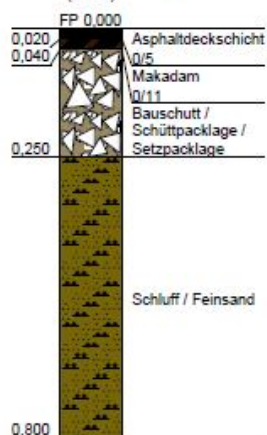 FP 0,000
0,020
Asphaltdeckschicht
0/5
0,040
Makadam
0/11
Bauschutt /
Schüttpacklage /
Setzpacklage
0,250
Schluff / Feinsand
0,800